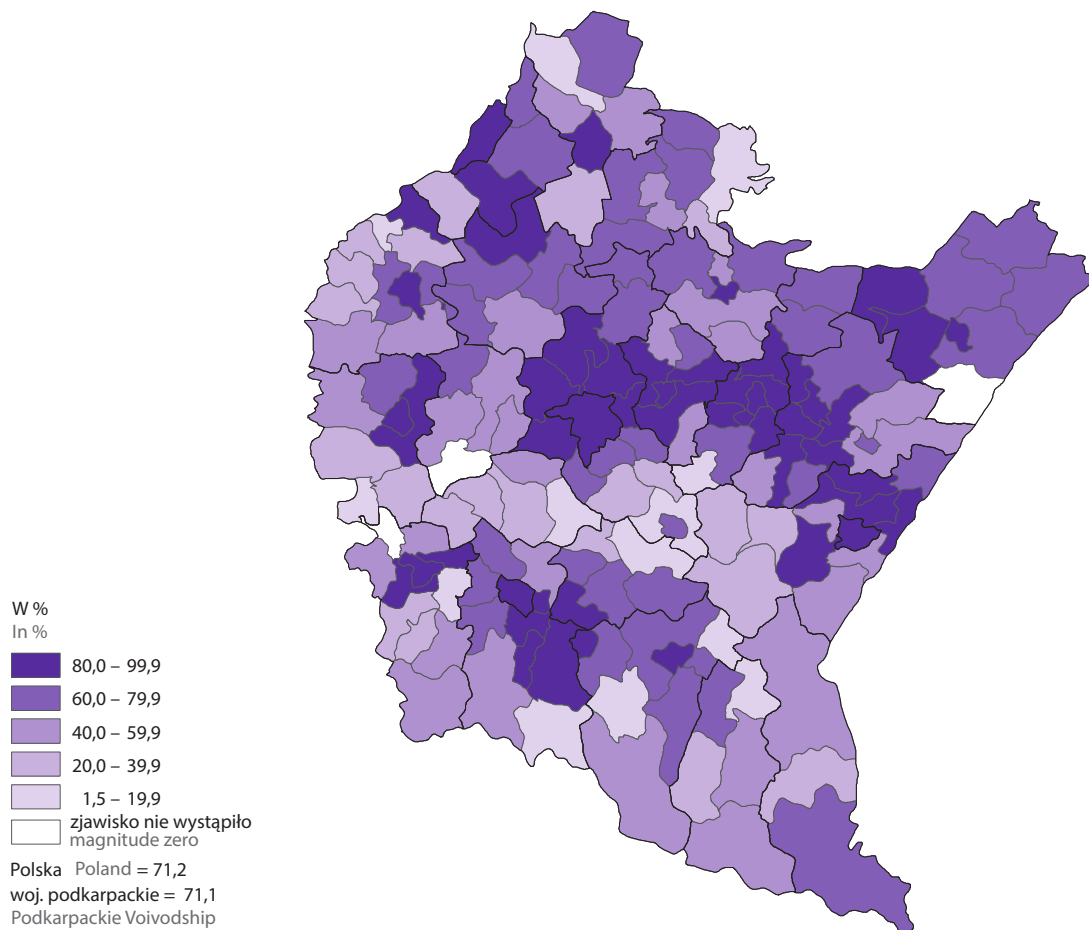 W %
In %
80,0 – 99,9
60,0 – 79,9
40,0 – 59,9
20,0 – 39,9
1,5 – 19,9
zjawisko nie wystąpiło
magnitude zero
Polska Poland = 71,2
woj. podkarpackie = 71,1
Podkarpackie Voivodship